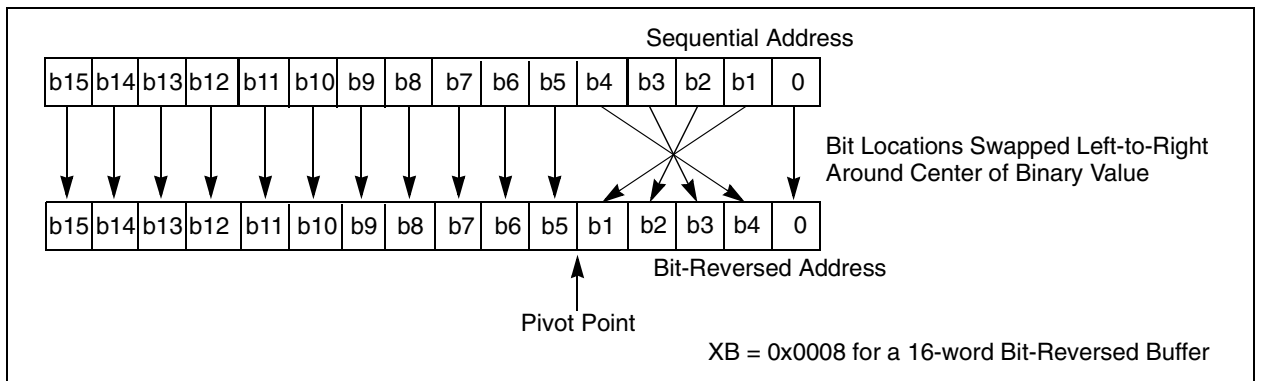 Sequential Address
b15 b14 b13 b12 b11 b10 b9 b8 b7 b6 b5 b4 b3 b2 b1 0
Bit Locations Swapped Left-to-Right
Around Center of Binary Value
b15 b14 b13 b12 b11 b10 b9 b8 b7 b6 b5 b1 b2 b3 b4 0
Bit-Reversed Address
Pivot Point
XB = 0x0008 for a 16-word Bit-Reversed Buffer